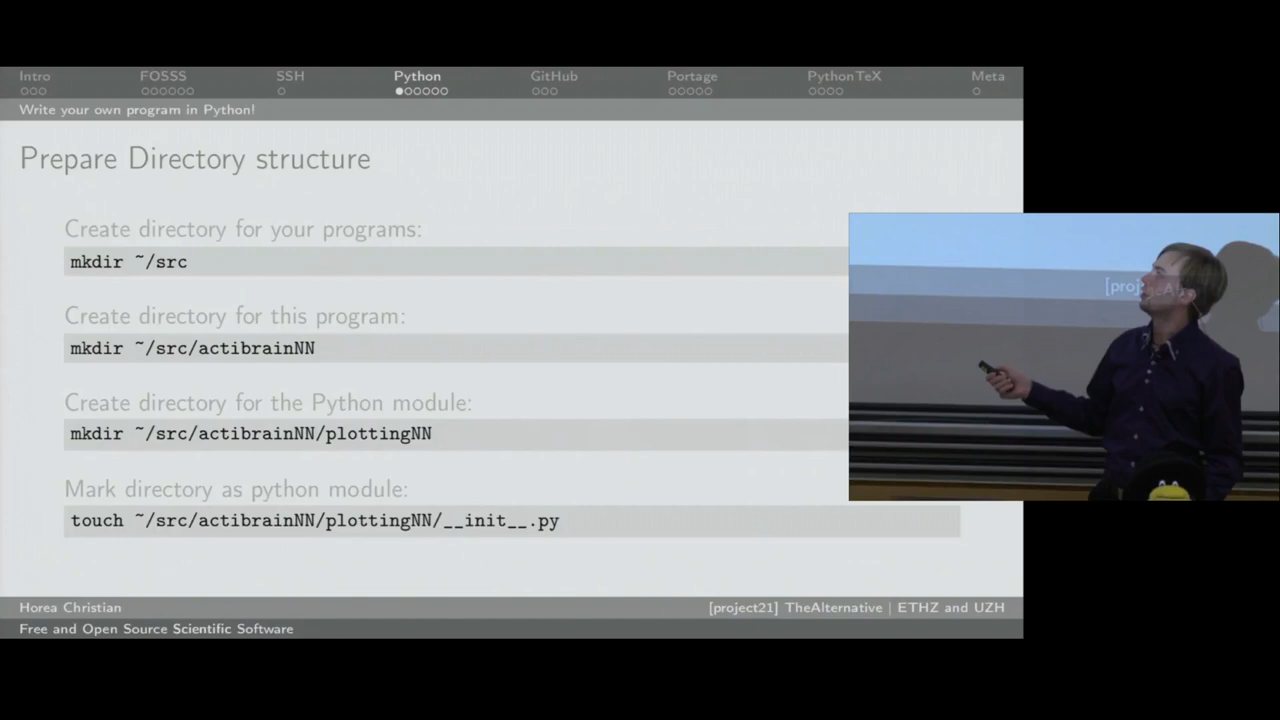 Intro FOSSS SSH Python GitHub Portage PythonTeX Meta
Write your own program in Python!
Prepare Directory structure
Create directory for your programs:
mkdir ~/src
Create directory for this program:
mkdir ~/src/actibrainNN
Create directory for the Python module:
mkdir ~/src/actibrainNN/plottingNN
Mark directory as python module:
touch ~/src/actibrainNN/plottingNN/__init__.py
[proj
Horea Christian [project21] TheAlternative | ETHZ and UZH
Free and Open Source Scientific Software